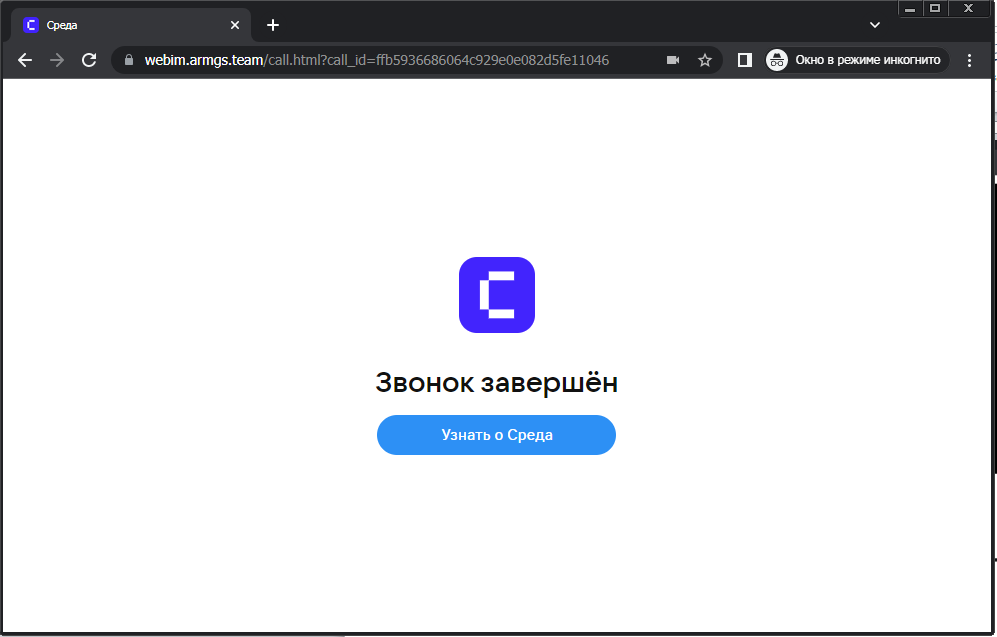 Среда
webim.armgs.team/call.html?call_id=ffb5936686064c929e0e082d5fe11046
Окно в режиме инкогнито
Звонок завершён
Узнать о Среда